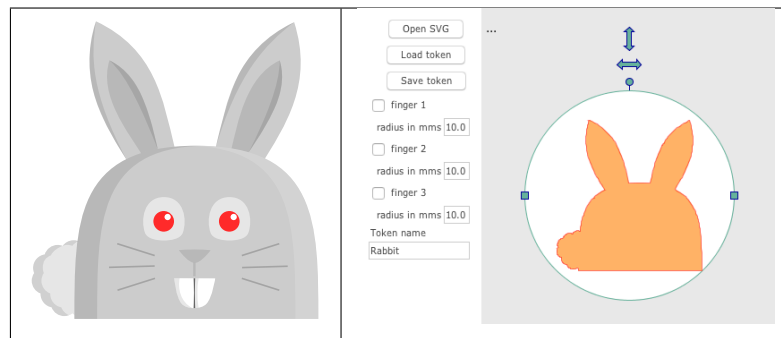 Open SVG
...
Load token
Save token
finger 1
radius in mms 10.0
finger 2
radius in mms 10.0
finger 3
radius in mms 10.0
Token name
Rabbit